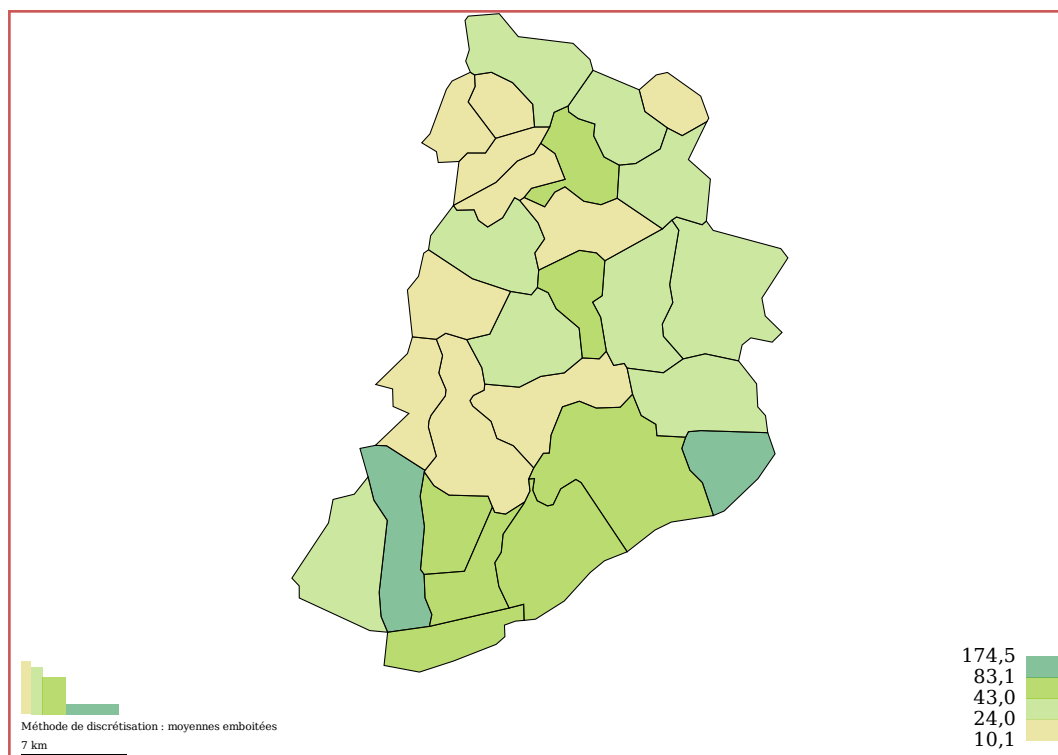 174,5
83,1
43,0
24,0
10,1
Méthode de discrétisation : moyennes emboitées
7 km